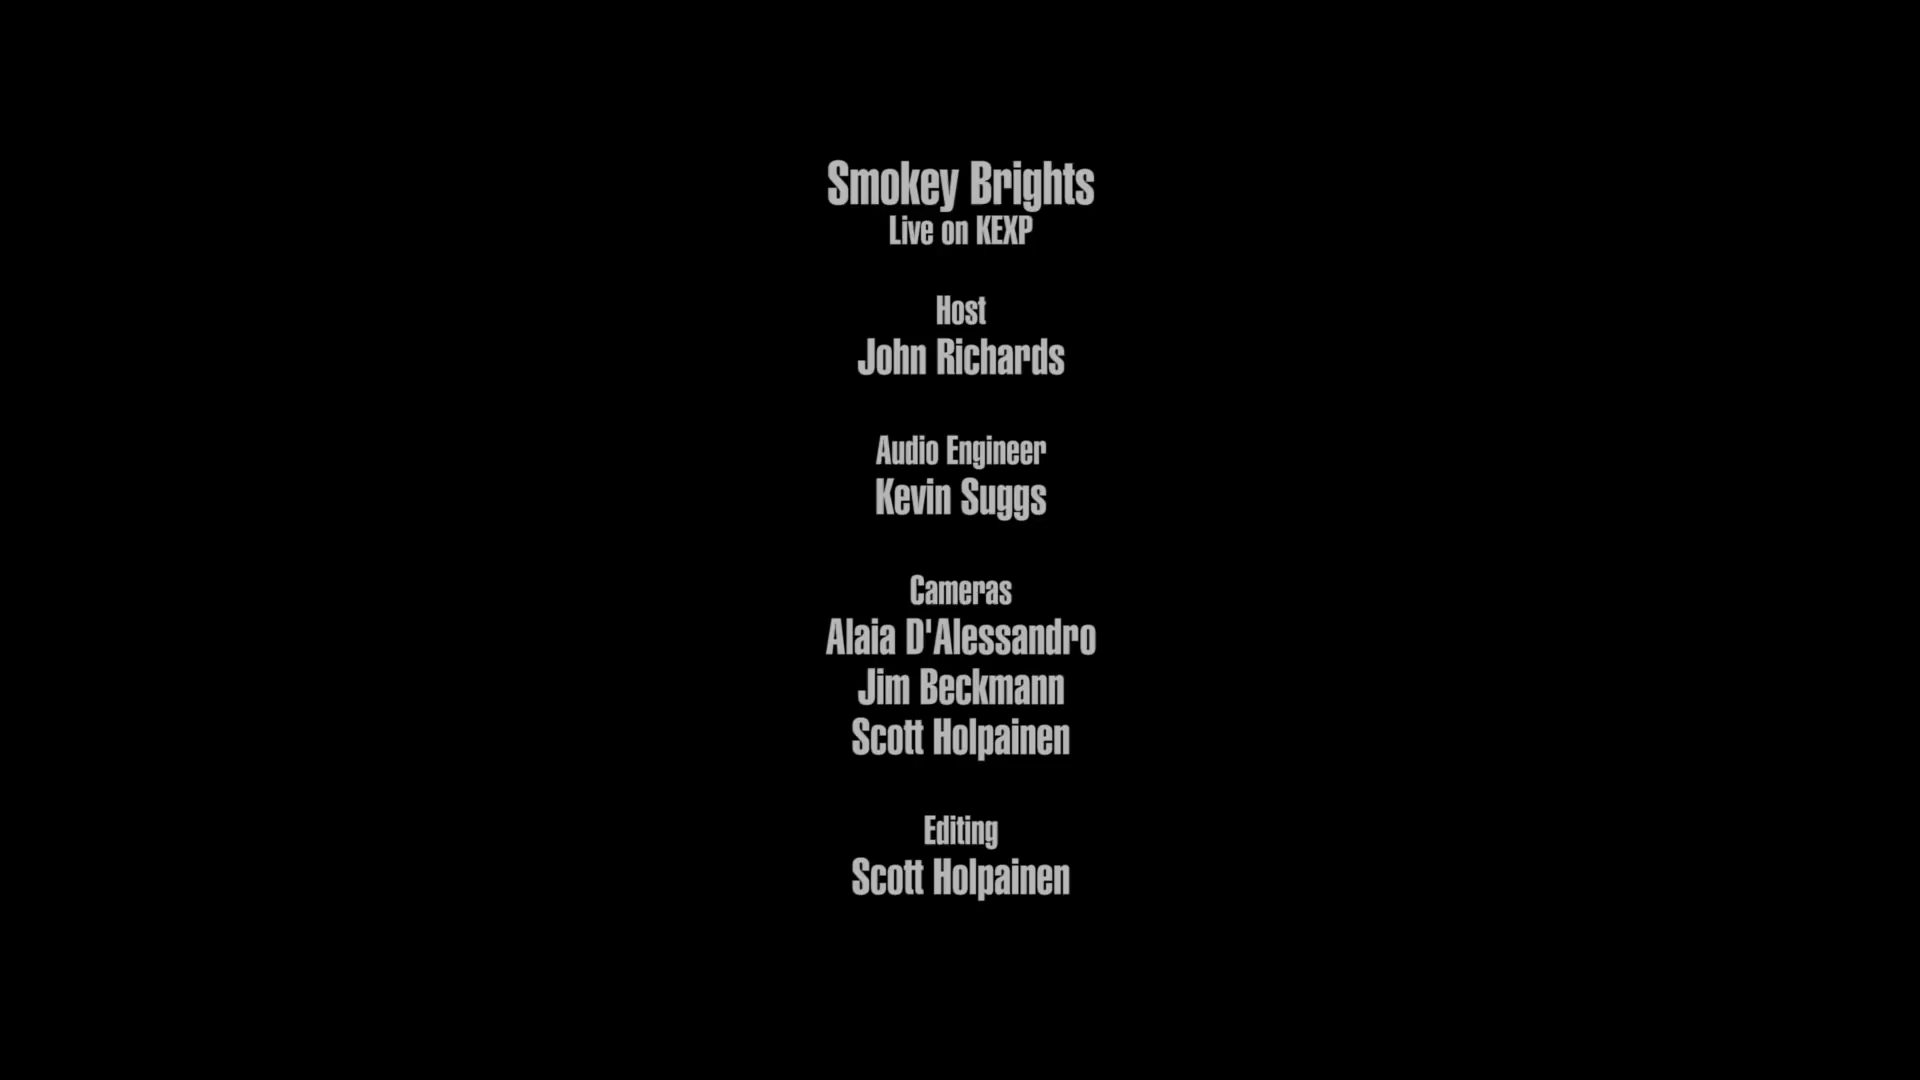 Smokey Brights
Live on KEXP
Host
John Richards
Audio Engineer
Kevin Suggs
Cameras
Alaia D'Alessandro
Jim Beckmann
Scott Holpainen
Editing
Scott Holpainen